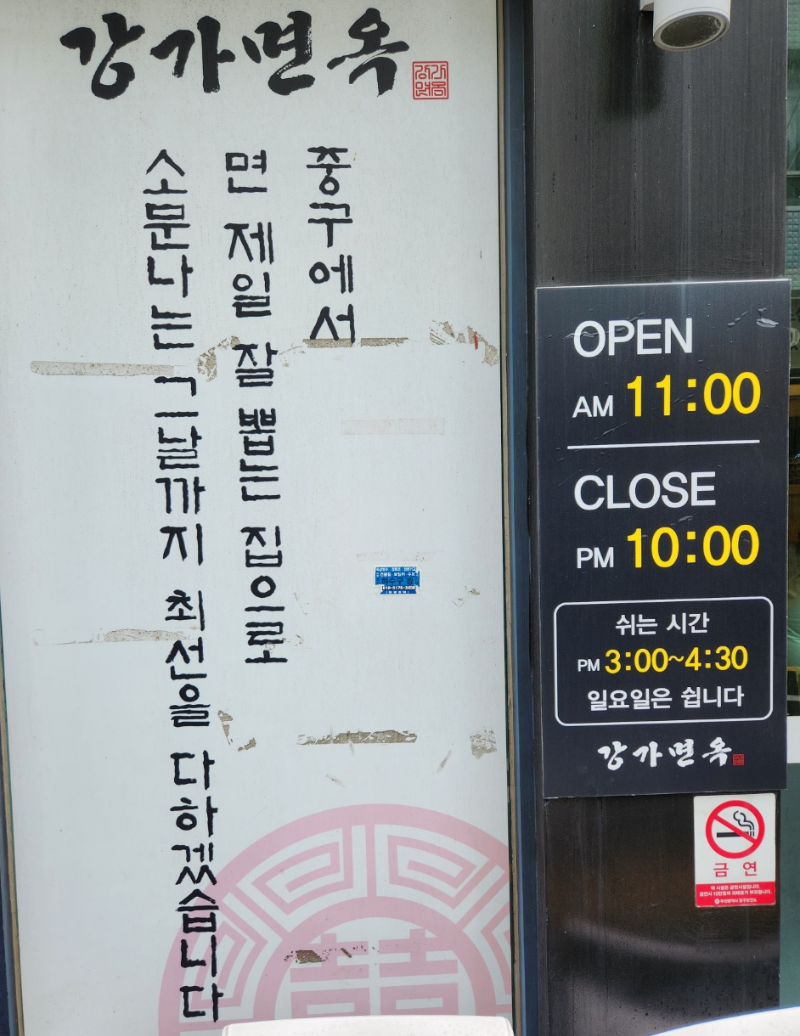 강가면옥
중구에서
면 제일 잘 뽑는 집으로
소문나는 그날까지 최선을 다하겠습니다
OPEN
AM 11:00
CLOSE
PM 10:00
쉬는 시간
PM 3:00~4:30
일요일은 쉽니다
강가면옥
금연